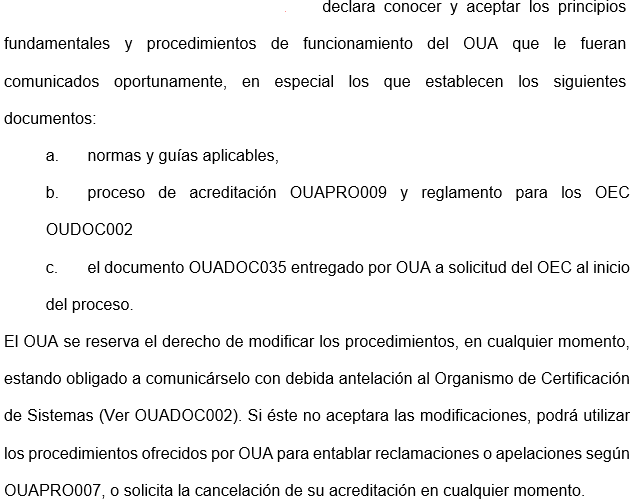 declara conocer y aceptar los principios
fundamentales y procedimientos de funcionamiento del OUA que le fueran
comunicados oportunamente, en especial los que establecen los siguientes
documentos:
a. normas y guías aplicables,
b. proceso de acreditación OUAPRO009 y reglamento para los OEC
OUDOC002
c. el documento OUADOC035 entregado por OUA a solicitud del OEC al inicio
del proceso.
El OUA se reserva el derecho de modificar los procedimientos, en cualquier momento,
estando obligado a comunicárselo con debida antelación al Organismo de Certificación
de Sistemas (Ver OUADOC002). Si éste no aceptara las modificaciones, podrá utilizar
los procedimientos ofrecidos por OUA para entablar reclamaciones o apelaciones según
OUAPRO007, o solicita la cancelación de su acreditación en cualquier momento.